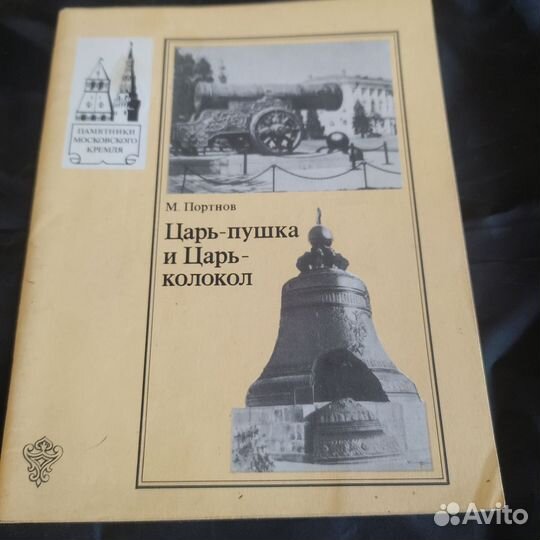 ПАМЯТНИКИ
МОСКОВСКОГО
КРЕМЛЯ
М. Портнов
Царь-пушка
и Царь-
колокол
Avito